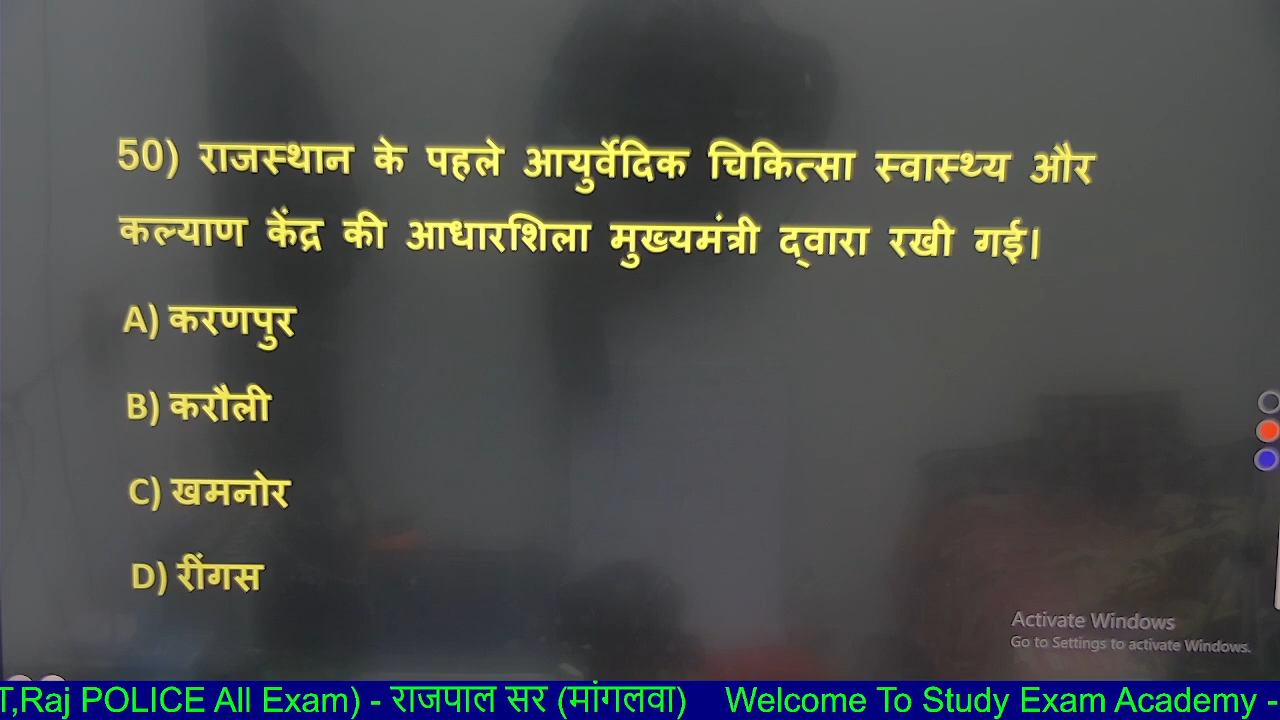 50) राजस्थान के पहले आयुर्वेदिक चिकित्सा स्वास्थ्य और
कल्याण केंद्र की आधारशिला मुख्यमंत्री द्वारा रखी गई।
A) करणपुर
B) करौली
C) खमनोर
D) रींगस
Activate Windows
Go to Settings to activate Windows.
T,Raj POLICE All Exam) - राजपाल सर (मांगलवा) Welcome To Study Exam Academy -